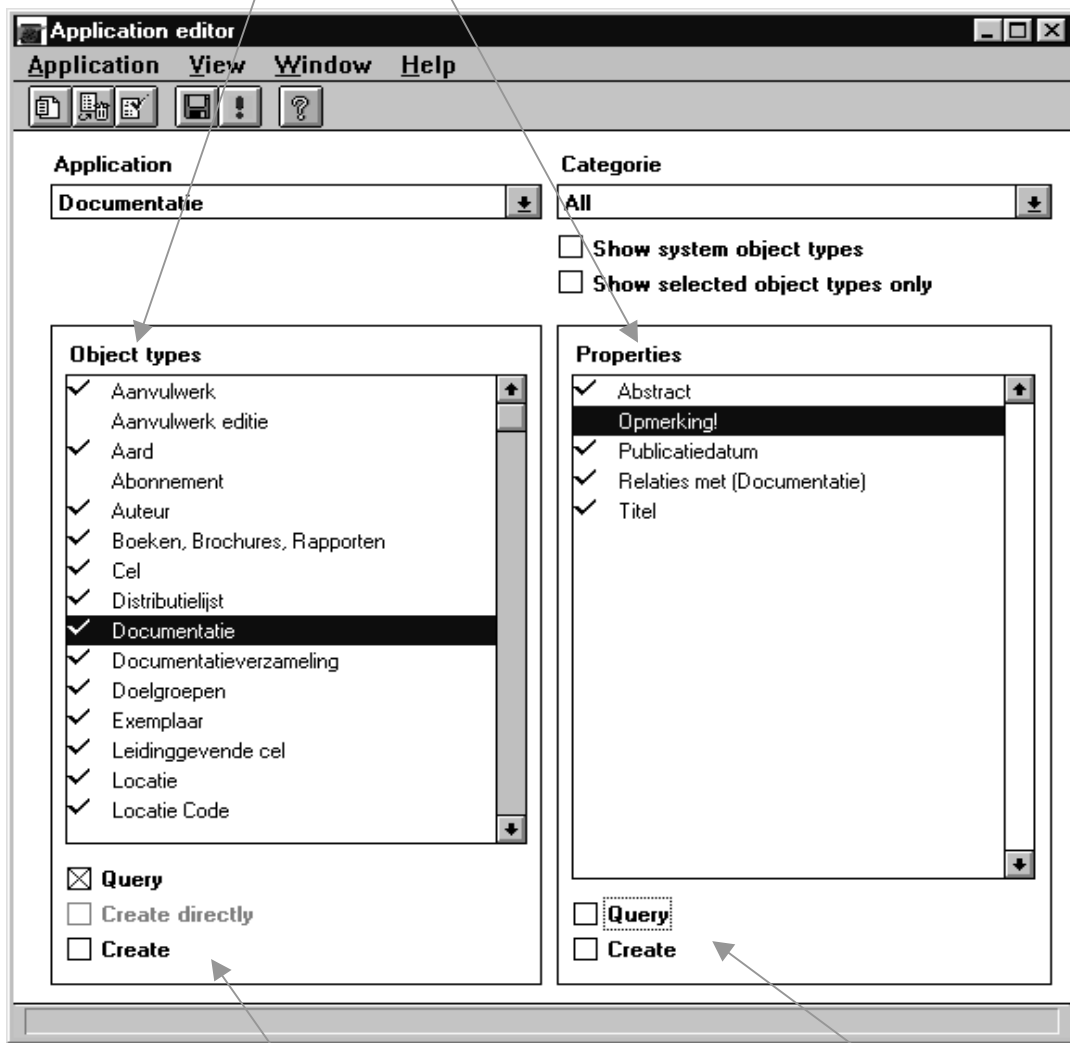 Application editor
Application View Window Help
Application
Documentatie
Categorie
All
Show system object types
Show selected object types only
Object types
Aanvulwerk
Aanvulwerk editie
Aard
Abonnement
Auteur
Boeken, Brochures, Rapporten
Cel
Distributielijst
Documentatie
Documentatieverzameling
Doelgroepen
Exemplaar
Leidinggevende cel
Locatie
Locatie Code
Query
Create directly
Create
Properties
Abstract
Opmerking!
Publicatiedatum
Relaties met (Documentatie)
Titel
Query
Create